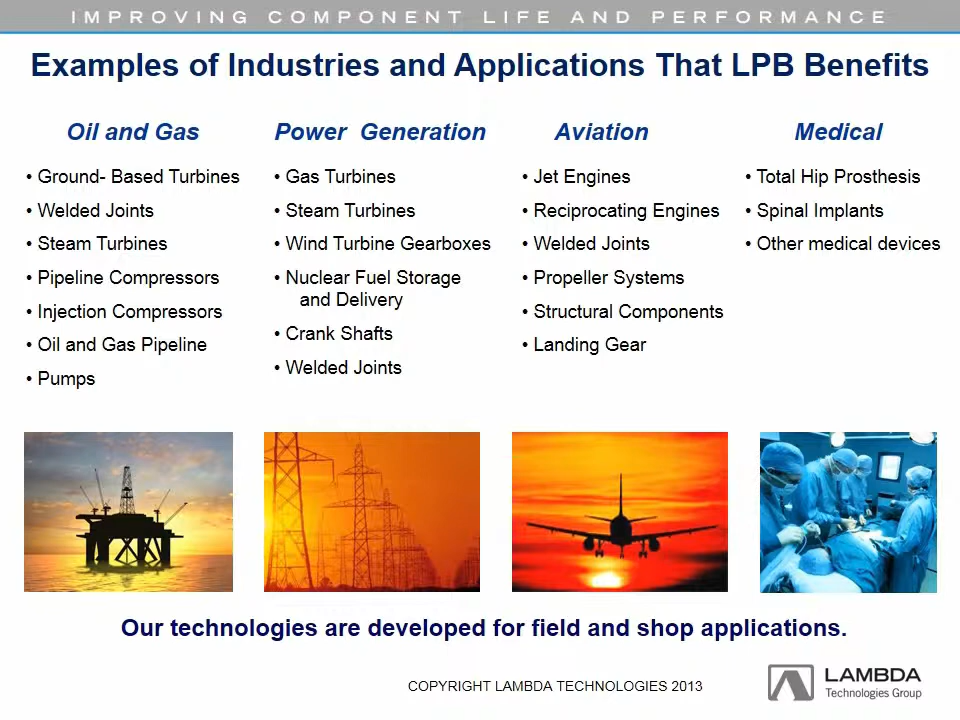 IMPROVING COMPONENT LIFE AND PERFORMANCE
Examples of Industries and Applications That LPB Benefits
Oil and Gas
• Ground- Based Turbines
• Welded Joints
• Steam Turbines
• Pipeline Compressors
• Injection Compressors
• Oil and Gas Pipeline
• Pumps
Power Generation
• Gas Turbines
• Steam Turbines
• Wind Turbine Gearboxes
• Nuclear Fuel Storage
and Delivery
• Crank Shafts
• Welded Joints
Aviation
• Jet Engines
• Reciprocating Engines
• Welded Joints
• Propeller Systems
• Structural Components
• Landing Gear
Medical
• Total Hip Prosthesis
• Spinal Implants
• Other medical devices
Our technologies are developed for field and shop applications.
COPYRIGHT LAMBDA TECHNOLOGIES 2013
LAMBDA
Technologies Group